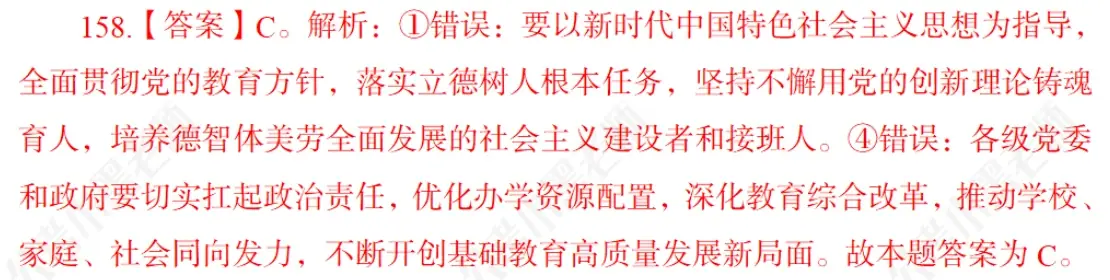 158.【答案】C。解析：①错误：要以新时代中国特色社会主义思想为指导，
全面贯彻党的教育方针，落实立德树人根本任务，坚持不懈用党的创新理论铸魂
育人，培养德智体美劳全面发展的社会主义建设者和接班人。④错误：各级党委
和政府要切实扛起政治责任，优化办学资源配置，深化教育综合改革，推动学校、
家庭、社会同向发力，不断开创基础教育高质量发展新局面。故本题答案为 C。